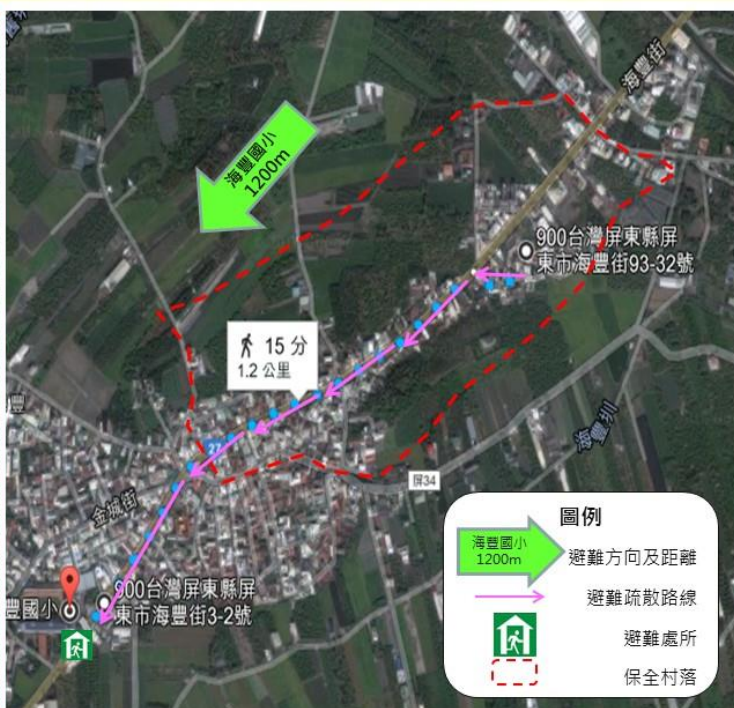 海豐街
海豐國小
1200m
900台灣屏東縣屏
東市海豐街93-32號
15 分
1.2 公里
27
海豐圳
屏34
豐
金城街
豐國小
900台灣屏東縣屏
東市海豐街3-2號
圖例
海豐國小
1200m
避難方向及距離
避難疏散路線
避難處所
保全村落